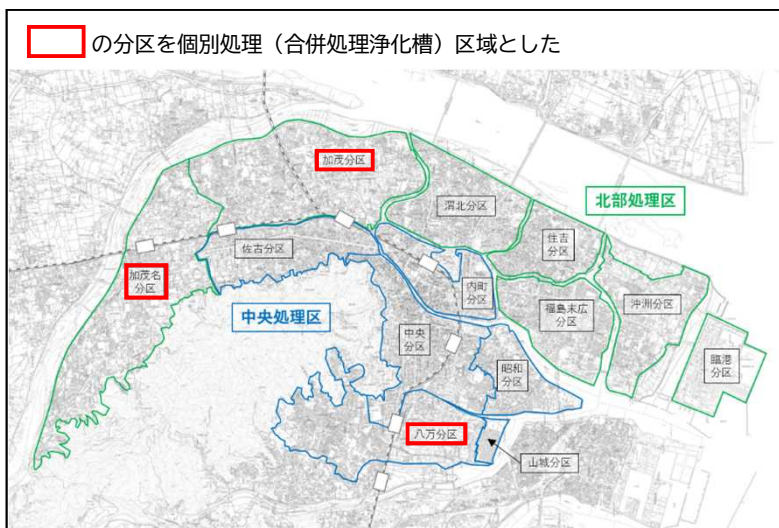 の分区を個別処理（合併処理浄化槽）区域とした
加茂分区
渭北分区
北部処理区
住吉
分区
佐古分区
加茂名
分区
内町
分区
沖洲分区
福島末広
分区
中央処理区
中央
分区
昭和
分区
臨港
分区
八万分区
山城分区